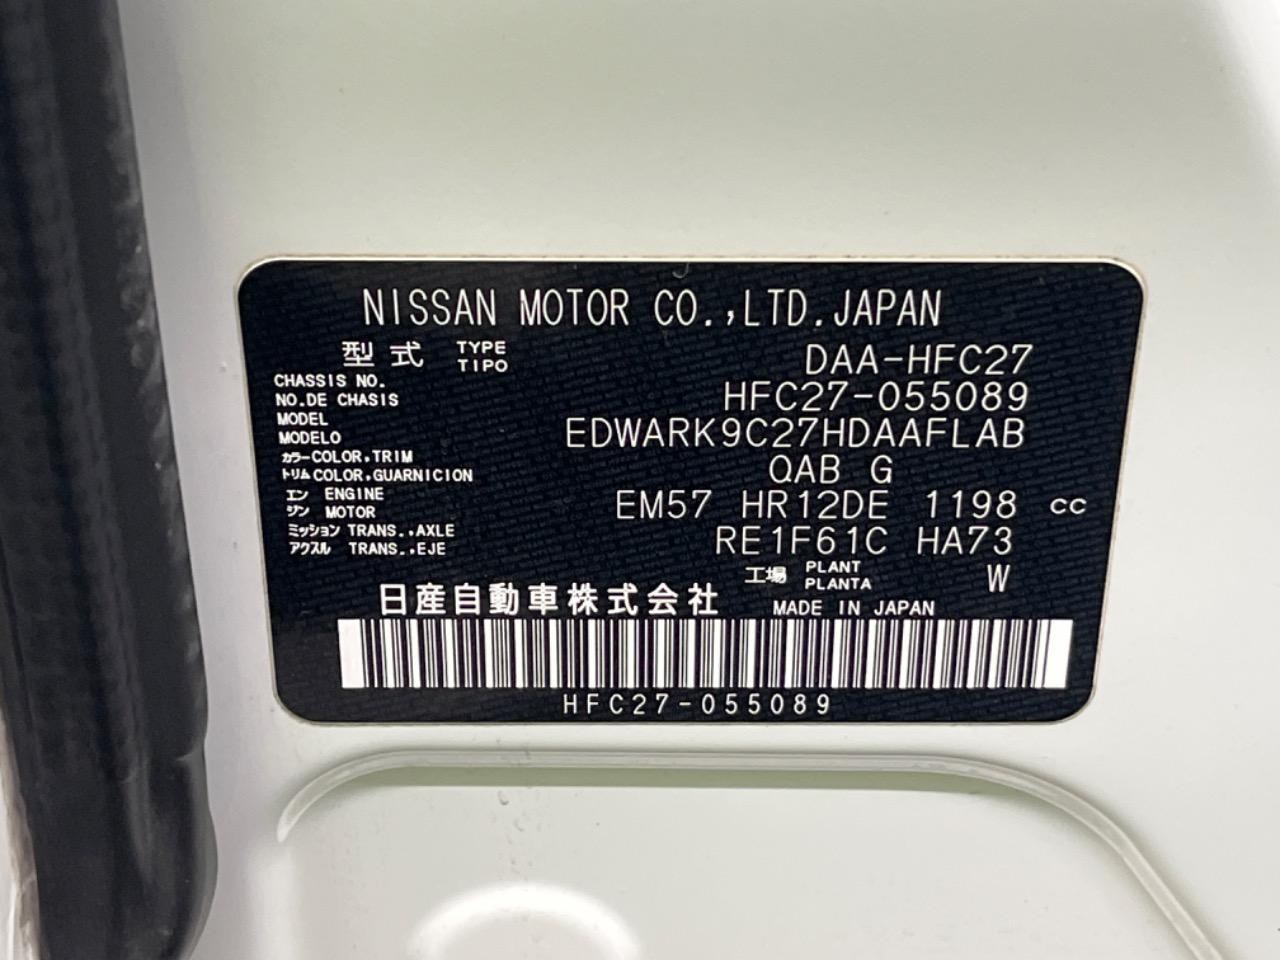 NISSAN MOTOR CO.,LTD.JAPAN
型式 TYPE TIPO DAA-HFC27
CHASSIS NO. NO.DE CHASIS HFC27-055089
MODEL MODELO EDWARK9C27HDAAFLAB
カラー COLOR,TRIM トリム COLOR,GUARNICION QAB G
エンジン ENGINE MOTOR EM57 HR12DE 1198 cc
ミッション TRANS.,AXLE アクスル TRANS.,EJE RE1F61C HA73
工場 PLANT PLANTA W
日産自動車株式会社 MADE IN JAPAN
HFC27-055089